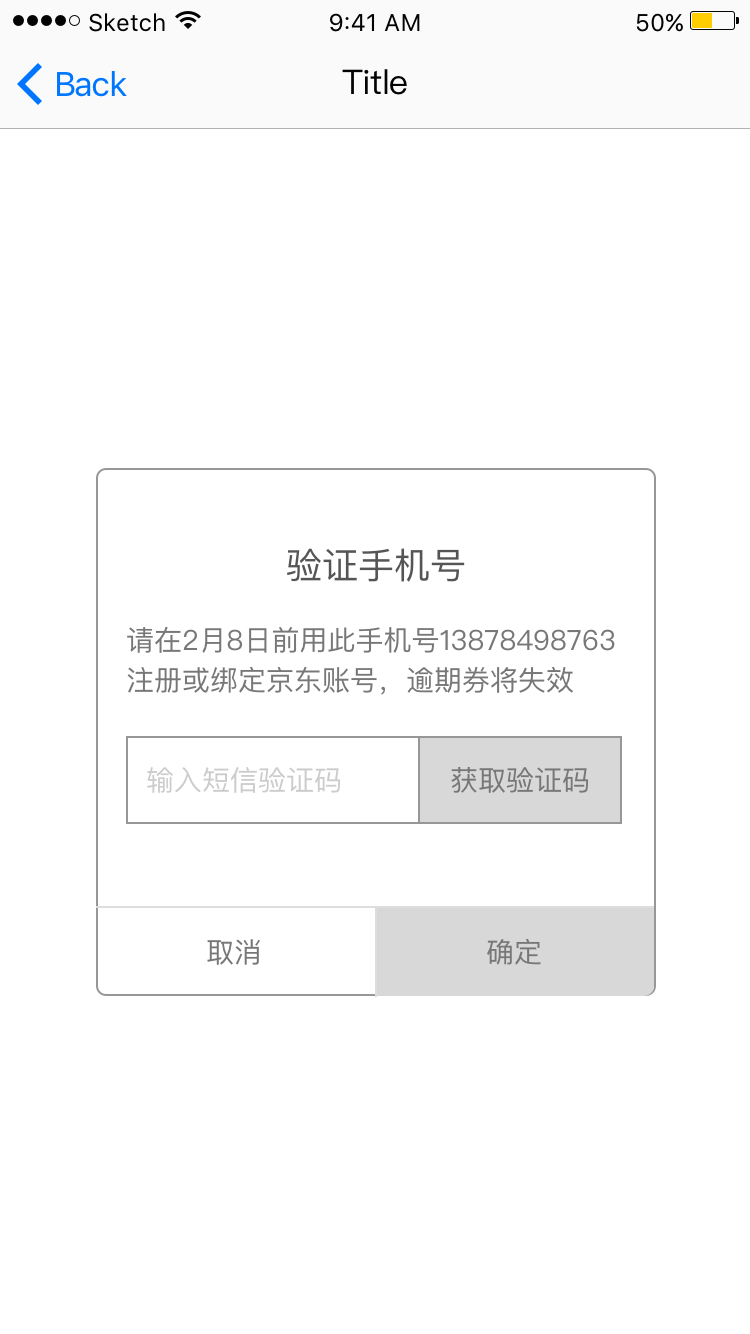 Sketch 9:41 AM 50%
Back Title
验证手机号
请在2月8日前用此手机号13878498763
注册或绑定京东账号，逾期券将失效
输入短信验证码 获取验证码
取消 确定